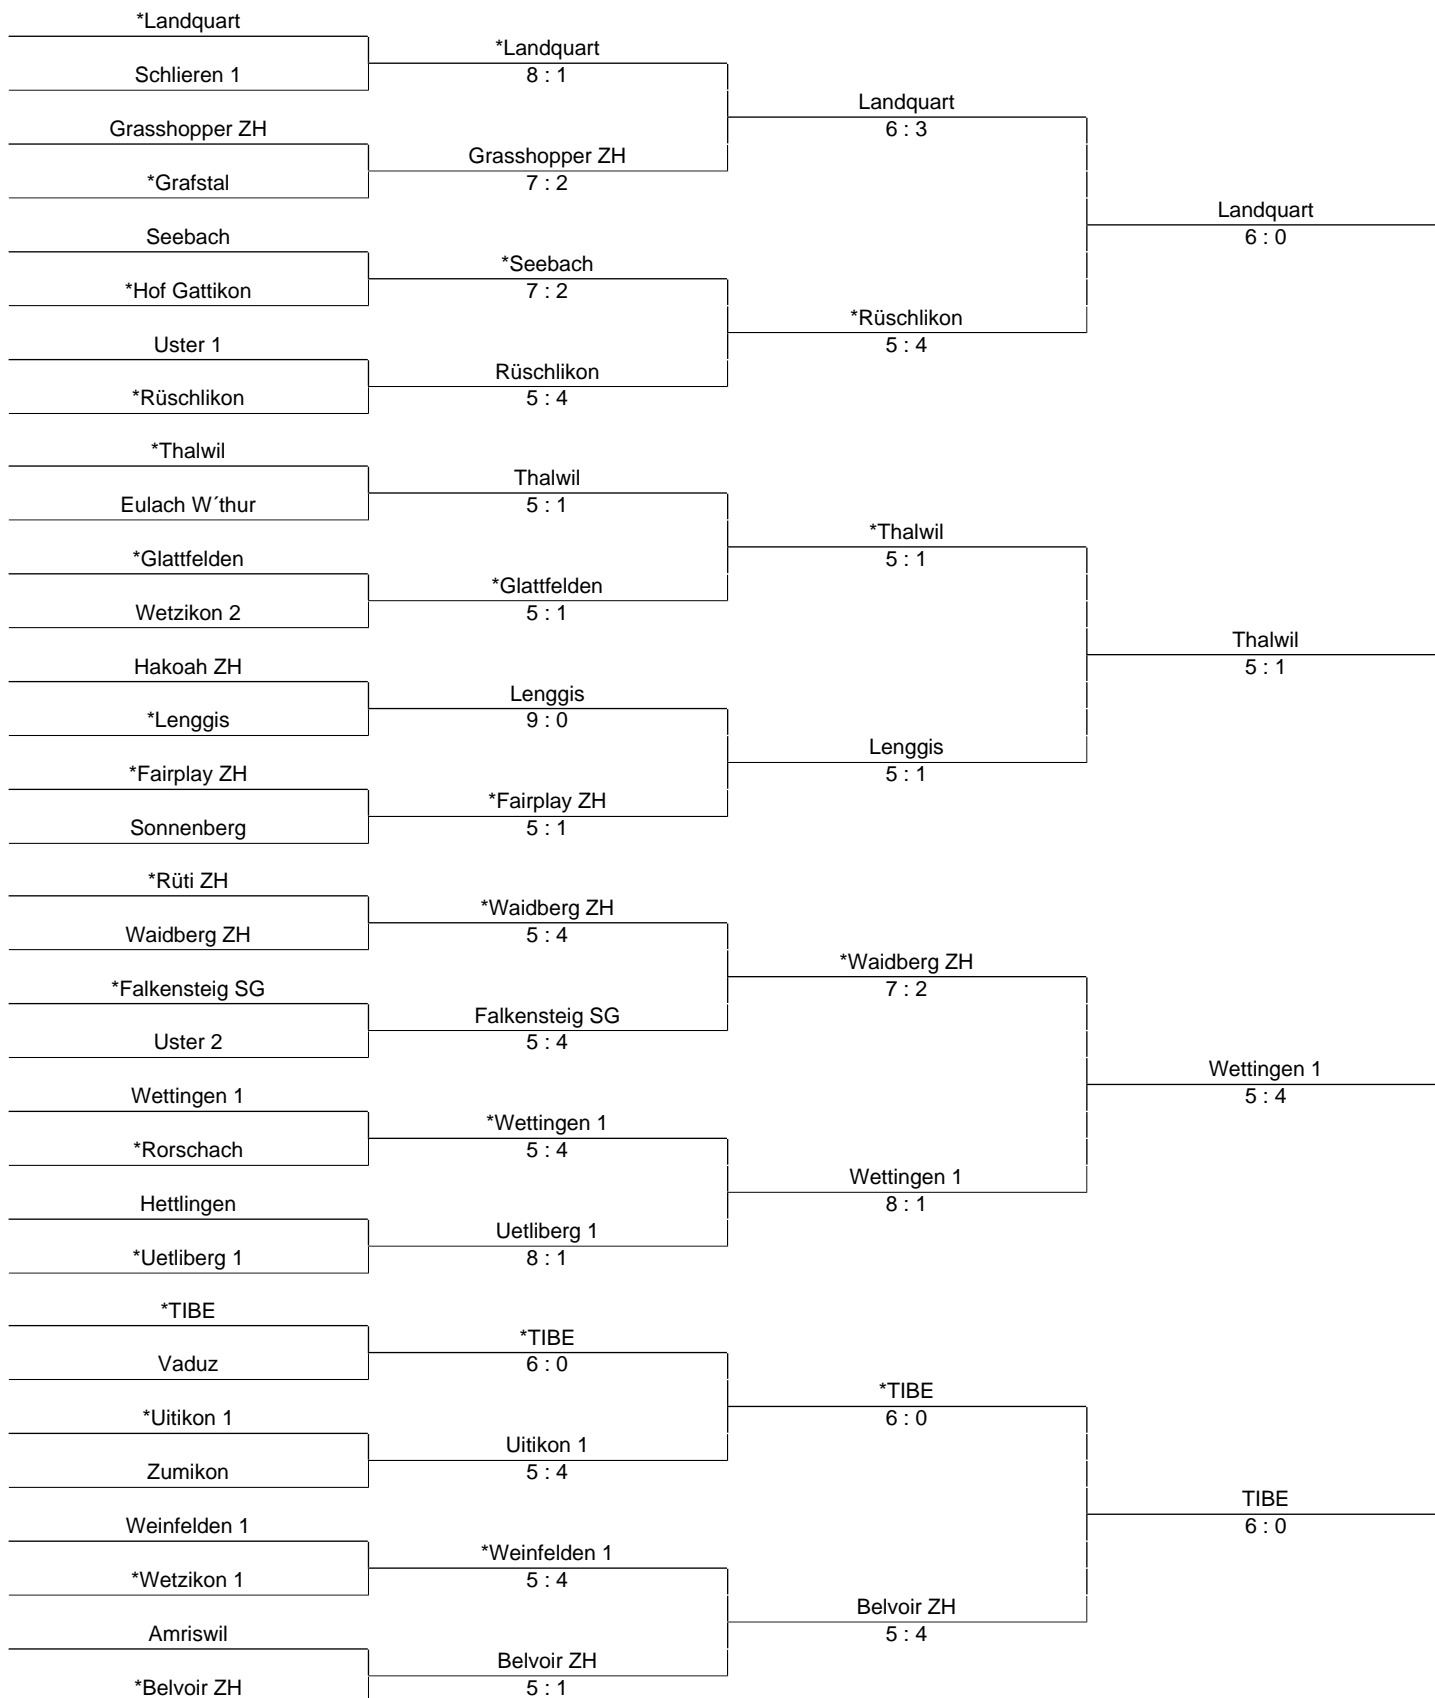 *Landquart
Schlieren 1
Grasshopper ZH
*Grafstal
Seebach
*Hof Gattikon
Uster 1
*Rüschlikon
*Thalwil
Eulach W´thur
*Glattfelden
Wetzikon 2
Hakoah ZH
*Lenggis
*Fairplay ZH
Sonnenberg
*Rüti ZH
Waidberg ZH
*Falkensteig SG
Uster 2
Wettingen 1
*Rorschach
Hettlingen
*Uetliberg 1
*TIBE
Vaduz
*Uitikon 1
Zumikon
Weinfelden 1
*Wetzikon 1
Amriswil
*Belvoir ZH
*Landquart
8 : 1
Grasshopper ZH
7 : 2
*Seebach
7 : 2
Rüschlikon
5 : 4
Thalwil
5 : 1
*Glattfelden
5 : 1
Lenggis
9 : 0
*Fairplay ZH
5 : 1
*Waidberg ZH
5 : 4
Falkensteig SG
5 : 4
*Wettingen 1
5 : 4
Uetliberg 1
8 : 1
*TIBE
6 : 0
Uitikon 1
5 : 4
*Weinfelden 1
5 : 4
Belvoir ZH
5 : 1
Landquart
6 : 3
*Rüschlikon
5 : 4
*Thalwil
5 : 1
Lenggis
5 : 1
*Waidberg ZH
7 : 2
Wettingen 1
8 : 1
*TIBE
6 : 0
Belvoir ZH
5 : 4
Landquart
6 : 0
Thalwil
5 : 1
Wettingen 1
5 : 4
TIBE
6 : 0